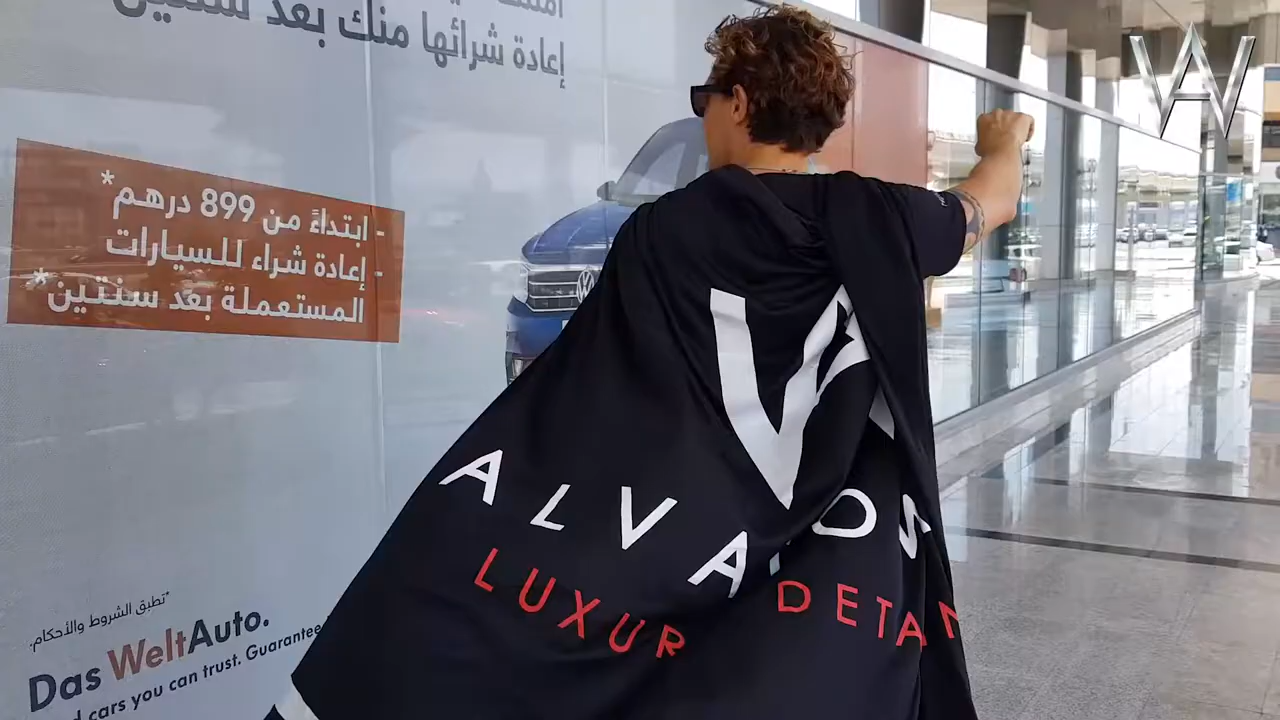 إعادة شرائها منك بعد سنتين
- ابتداءً من 899 درهم*
- إعادة شراء للسيارات
المستعملة بعد سنتين*
*تطبق الشروط والأحكام.
Das WeltAuto.
cars you can trust. Guarantee
ALVA
LUXUR DETA